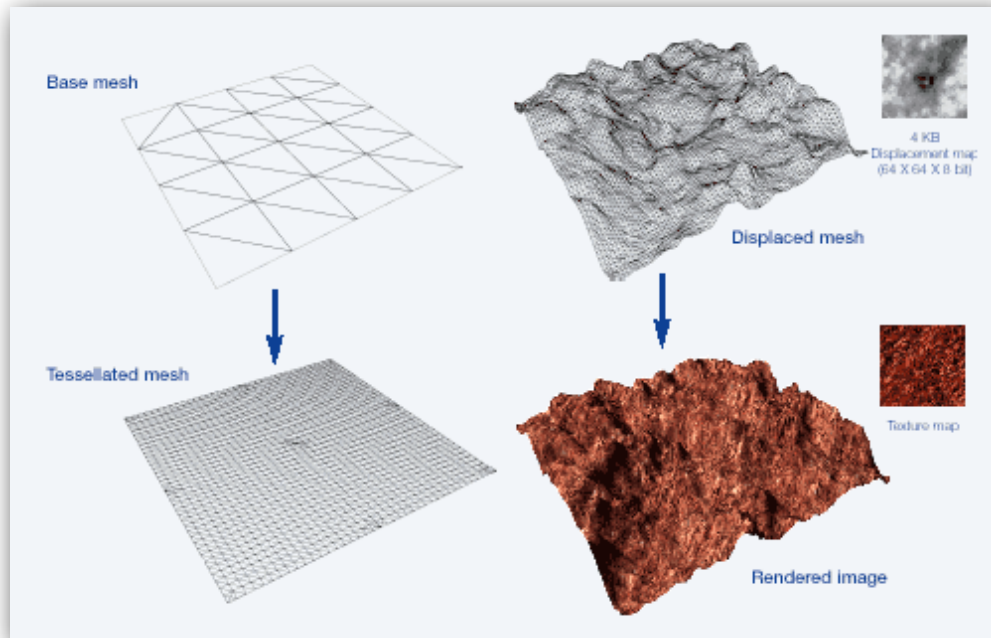 Base mesh
4 KB
Displacement map
(64 X 64 X 8 bit)
Displaced mesh
Tessellated mesh
Texture map
Rendered image